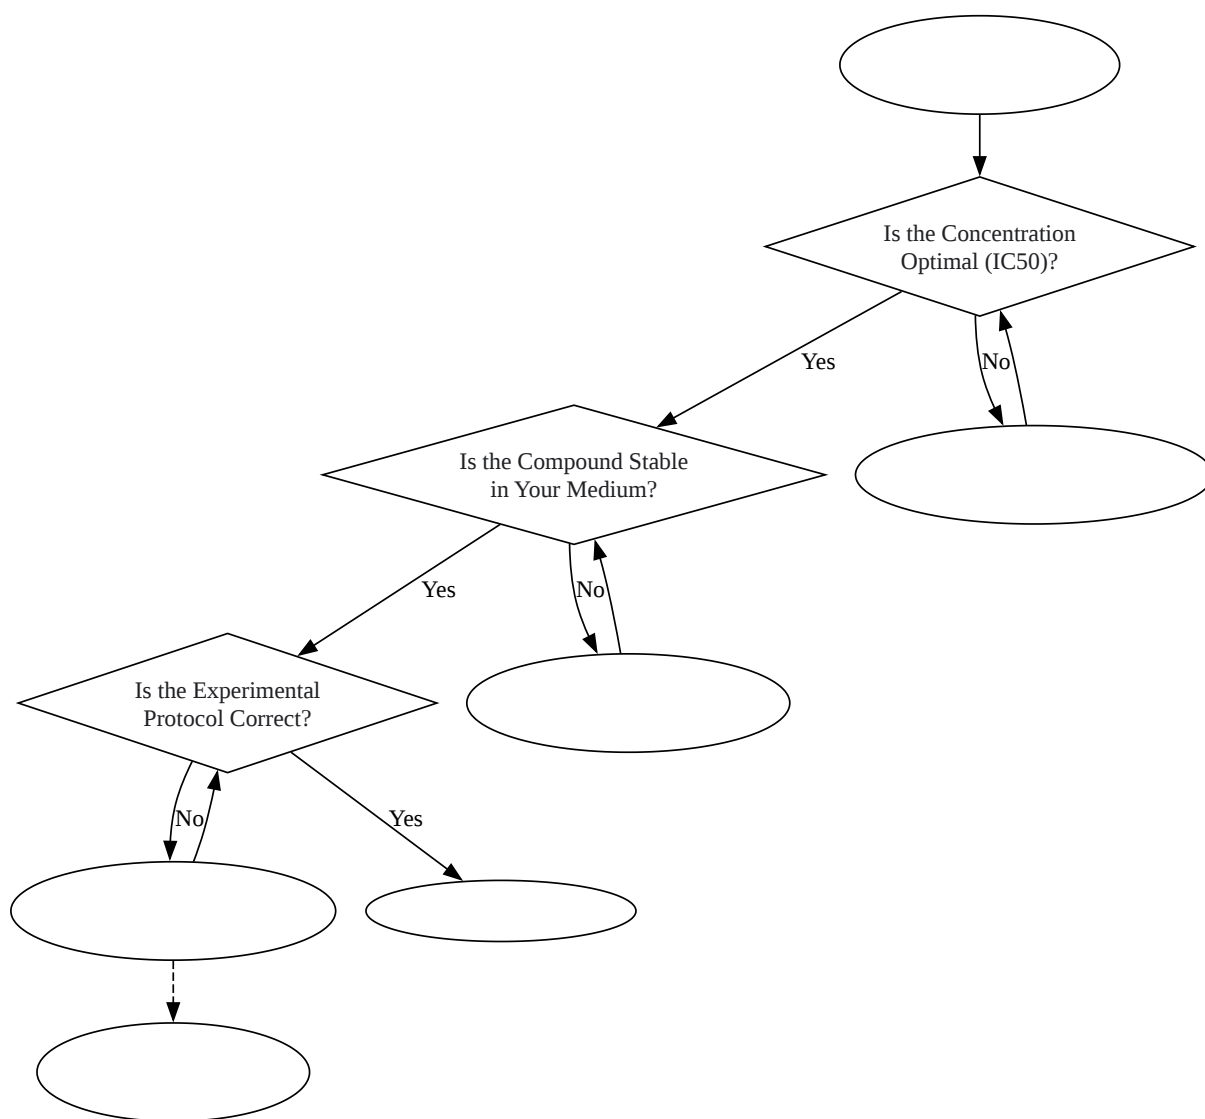 Is the Concentration
Optimal (IC50)?
Yes
No
Is the Compound Stable
in Your Medium?
Yes
No
Is the Experimental
Protocol Correct?
No
Yes